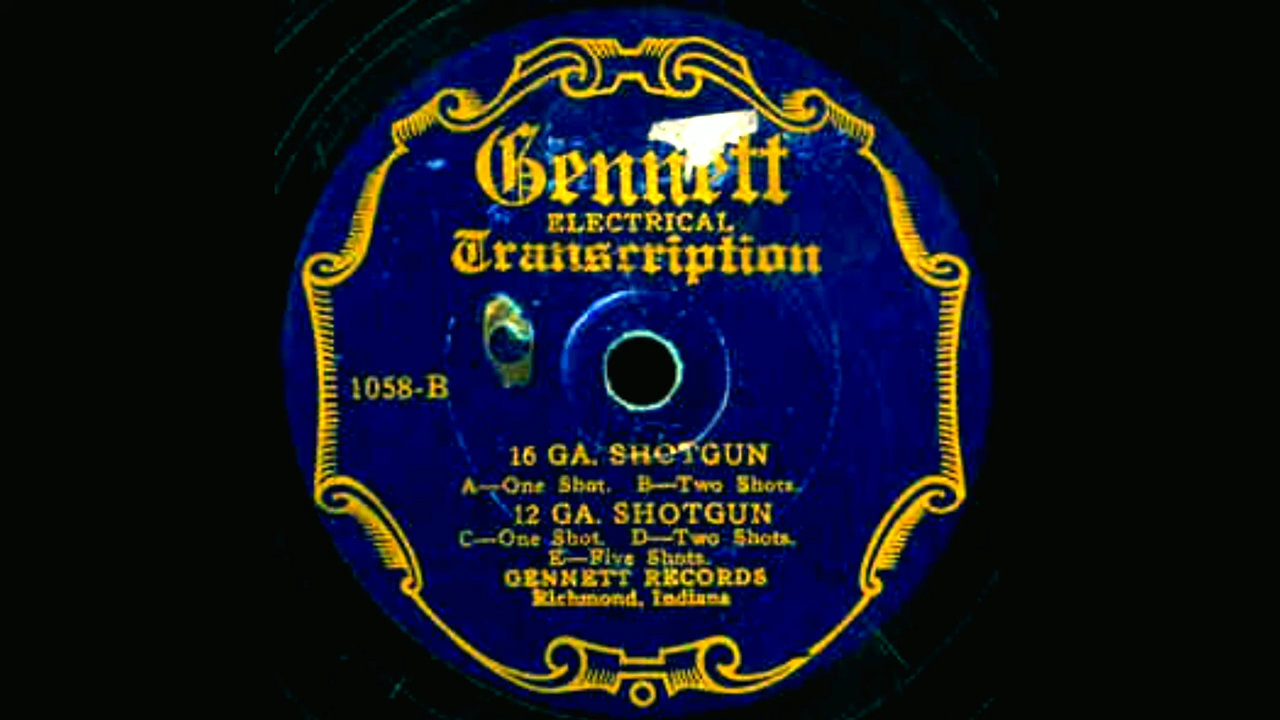 Gennett
ELECTRICAL
Transcription
1058-B
16 GA. SHOTGUN
A—One Shot. B—Two Shots.
12 GA. SHOTGUN
C—One Shot. D—Two Shots.
E—Five Shots.
GENNETT RECORDS
Richmond, Indiana